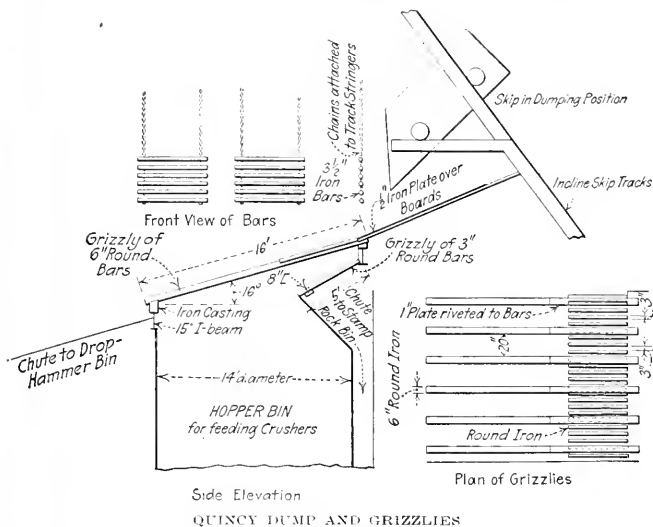 Chains attached
to Track Stringers
3½"
Iron
Bars
Skip in Dumping Position
Incline Skip Tracks
½" Iron Plate over
Boards
Front View of Bars
Grizzly of
6" Round
Bars
16'
Grizzly of 3"
Round Bars
8"[
16°
Chute
into Stamp
Rock Bin
Iron Casting
15" I-beam
Chute to Drop-
Hammer Bin
14' diameter
HOPPER BIN
for feeding Crushers
Side Elevation
1" Plate riveted to Bars
3"
20"
3"
6" Round Iron
Round Iron
Plan of Grizzlies
QUINCY DUMP AND GRIZZLIES